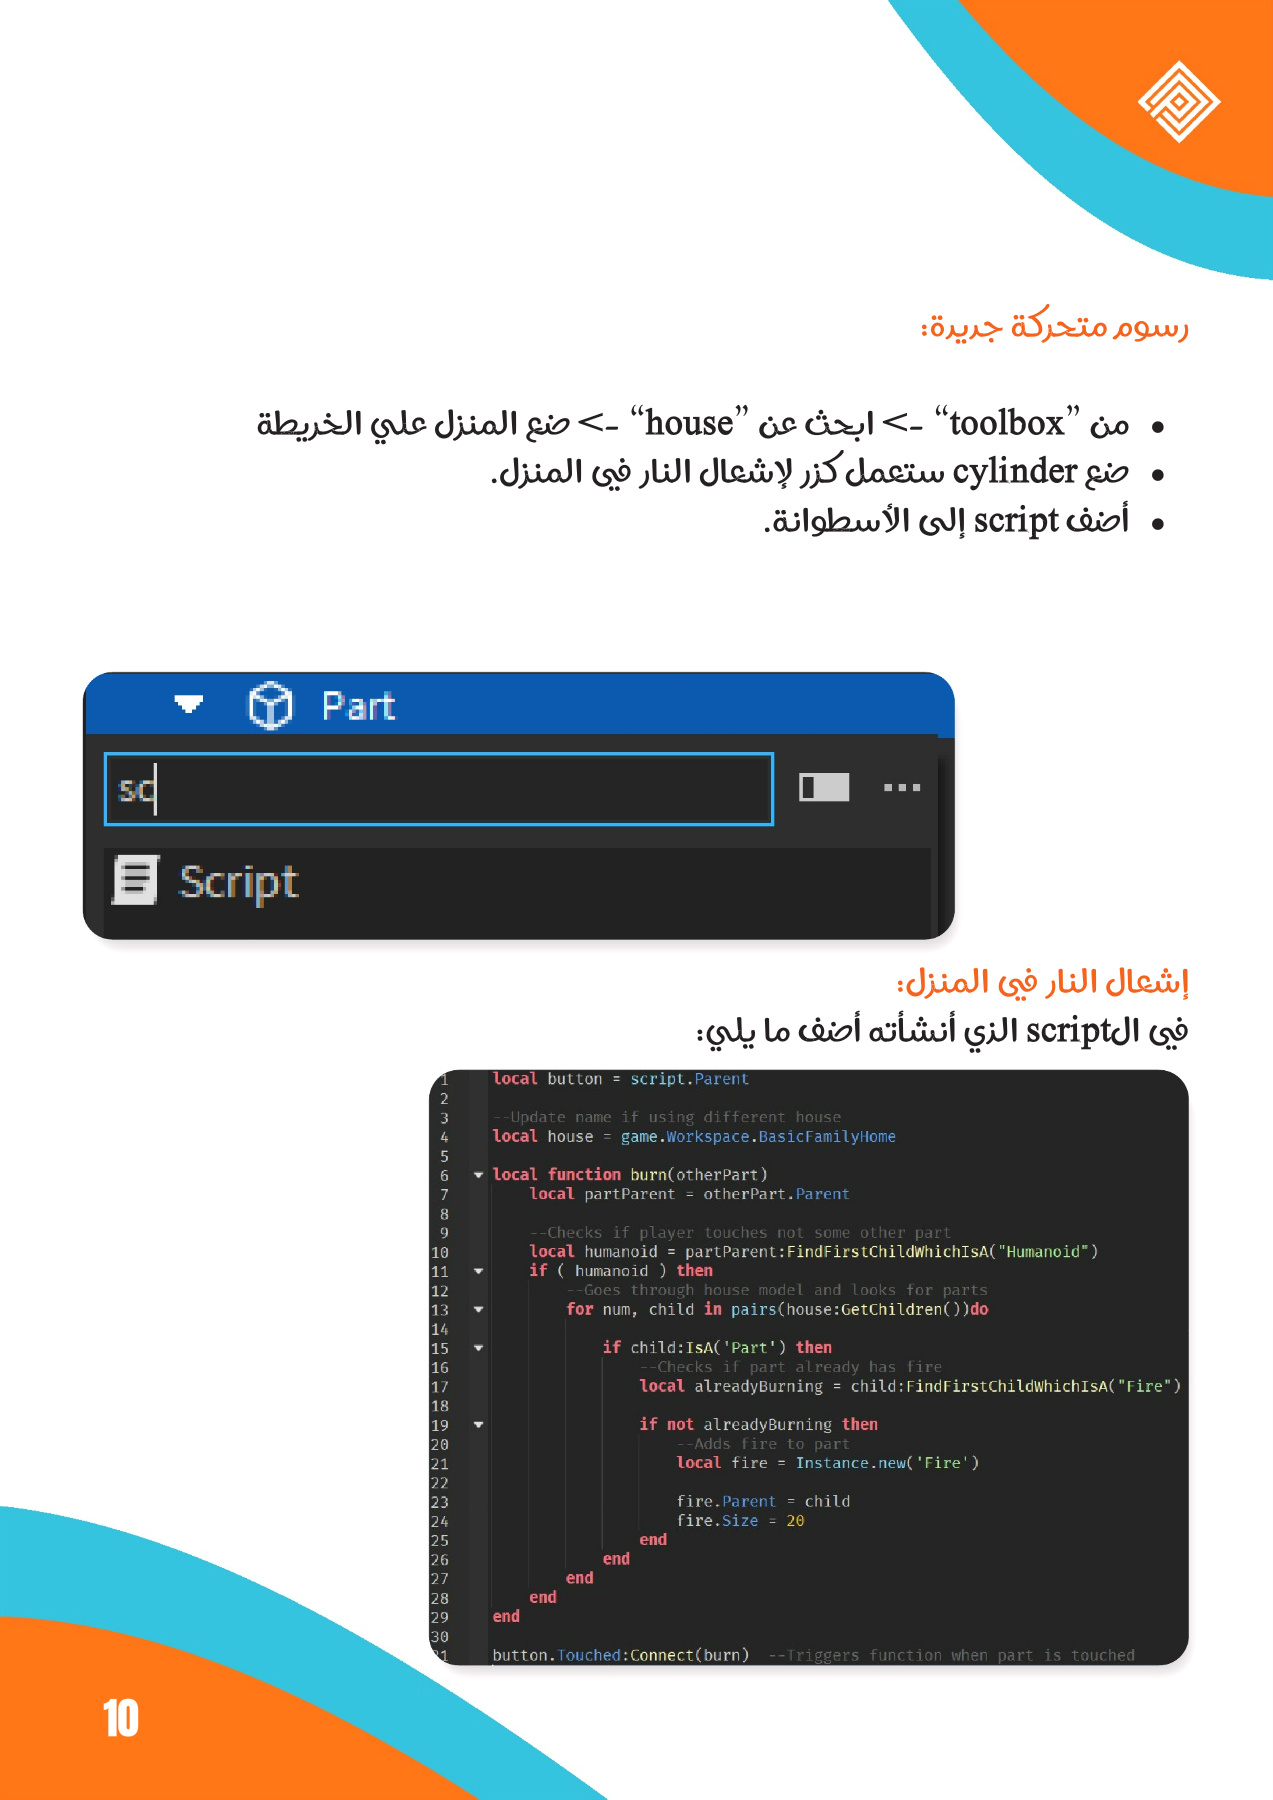 رسوم متحركة جديدة:
• من “toolbox” -> ابحث عن “house” -> ضع المنزل علي الخريطة
• ضع cylinder ستعمل كزر لإشعال النار في المنزل.
• أضف script إلى الأسطوانة.
Part
sc
Script
إشعال النار في المنزل:
في الscript الذي أنشأته أضف ما يلي:
1 local button = script.Parent
2
3 --Update name if using different house
4 local house = game.Workspace.BasicFamilyHome
5
6 local function burn(otherPart)
7 local partParent = otherPart.Parent
8
9 --Checks if player touches not some other part
10 local humanoid = partParent:FindFirstChildWhichIsA("Humanoid")
11 if ( humanoid ) then
12 --Goes through house model and looks for parts
13 for num, child in pairs(house:GetChildren())do
14
15 if child:IsA('Part') then
16 --Checks if part already has fire
17 local alreadyBurning = child:FindFirstChildWhichIsA("Fire")
18
19 if not alreadyBurning then
20 --Adds fire to part
21 local fire = Instance.new('Fire')
22
23 fire.Parent = child
24 fire.Size = 20
25 end
26 end
27 end
28 end
29 end
30
31 button.Touched:Connect(burn) --Triggers function when part is touched
10